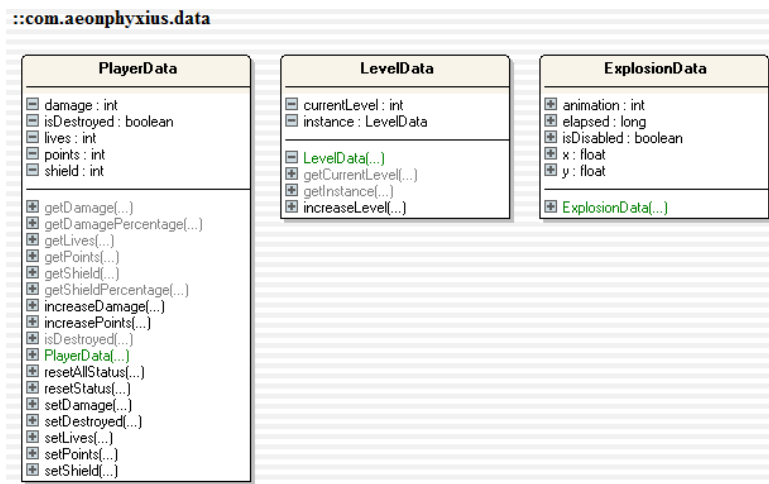 ::com.aeonphyxius.data
PlayerData
damage : int
isDestroyed : boolean
lives : int
points : int
shield : int
getDamage(...)
getDamagePercentage(...)
getLives(...)
getPoints(...)
getShield(...)
getShieldPercentage(...)
increaseDamage(...)
increasePoints(...)
isDestroyed(...)
PlayerData(...)
resetAllStatus(...)
resetStatus(...)
setDamage(...)
setDestroyed(...)
setLives(...)
setPoints(...)
setShield(...)
LevelData
currentLevel : int
instance : LevelData
LevelData(...)
getCurrentLevel(...)
getInstance(...)
increaseLevel(...)
ExplosionData
animation : int
elapsed : long
isDisabled : boolean
x : float
y : float
ExplosionData(...)